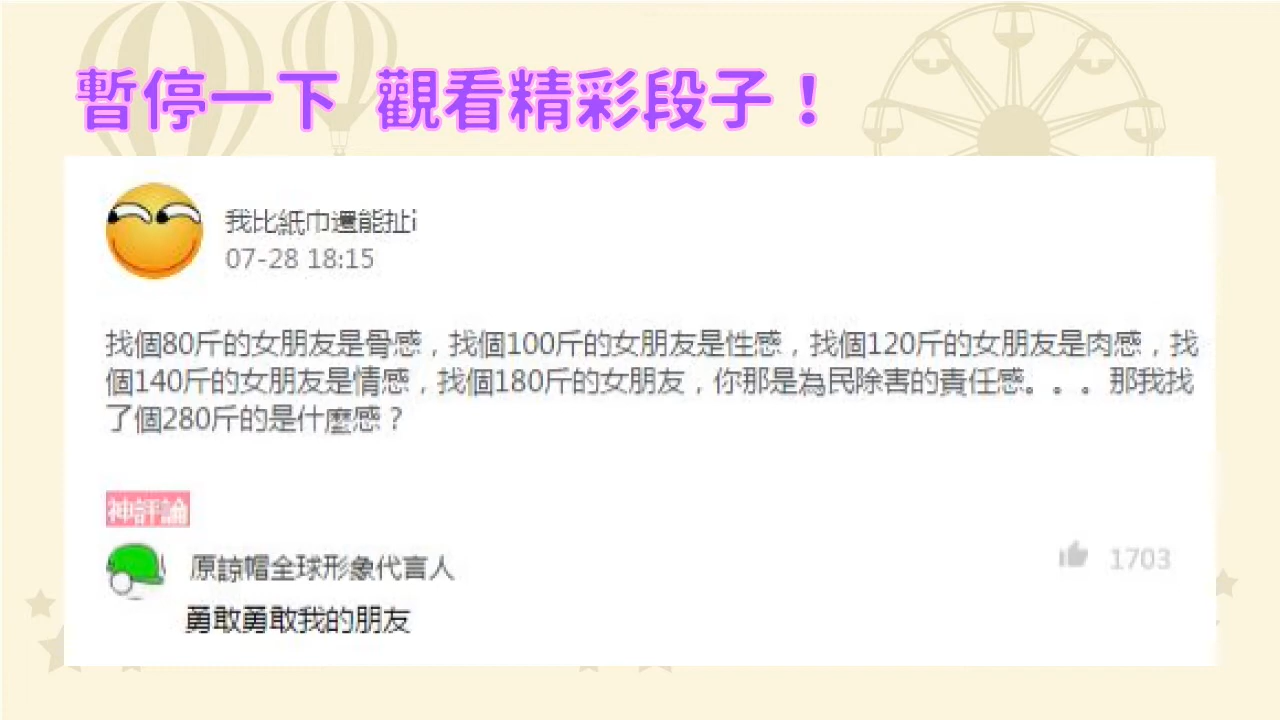 暫停一下 觀看精彩段子！
我比紙巾還能扯i
07-28 18:15
找個80斤的女朋友是骨感，找個100斤的女朋友是性感，找個120斤的女朋友是肉感，找
個140斤的女朋友是情感，找個180斤的女朋友，你那是為民除害的責任感。。。那我找
了個280斤的是什麼感？
神評論
原諒帽全球形象代言人
1703
勇敢勇敢我的朋友